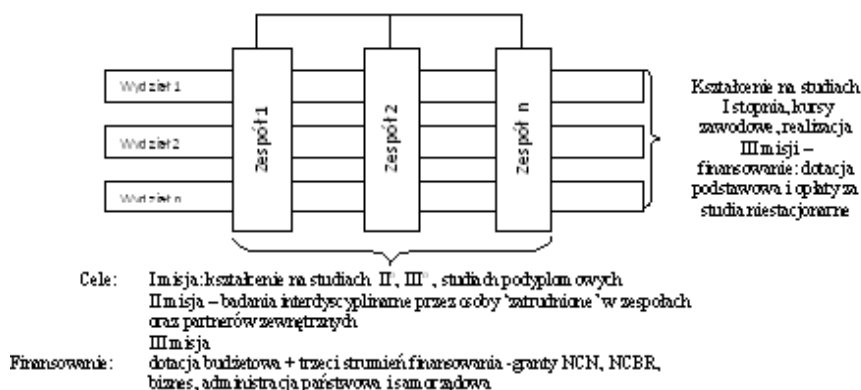 Wydział 1
Wydział 2
Wydział n
Zespół 1
Zespół 2
Zespół n
Kształcenie na studiach
I stopnia, kursy
zawodowe, realizacja
III misji –
finansowanie: dotacja
podstawowa i opłaty za
studia niestacjonarne
Cele: I misja: kształcenie na studiach II°, III°, studiach podyplomowych
II misja – badania interdyscyplinarne przez osoby 'zatrudnione' w zespołach
oraz partnerów zewnętrznych
III misja
Finansowanie: dotacja budżetowa + trzeci strumień finansowania - granty NCN, NCBR,
biznes, administracja państwowa i samorządowa